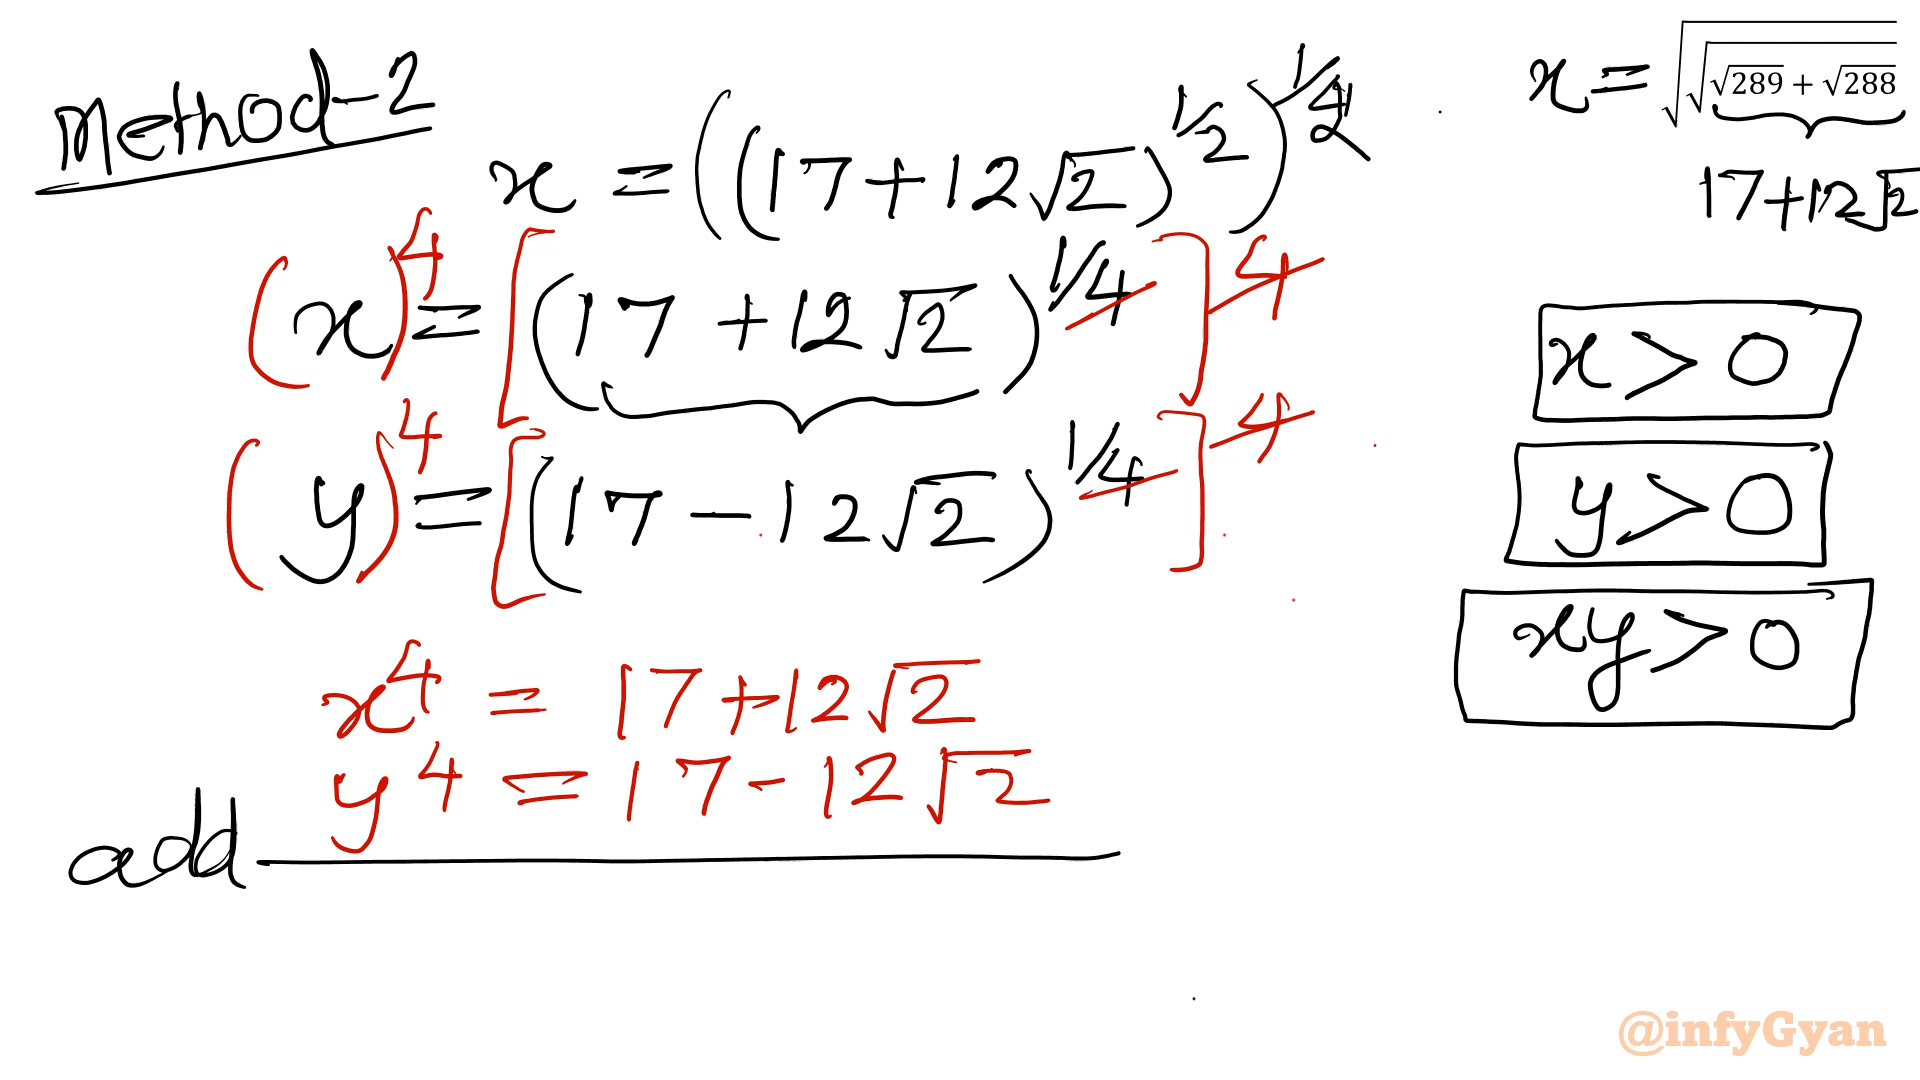 Method-2
x = √√(√289 + √288)
17+12√2
x = ((17+12√2)^1/2)^1/2
(x)^4 = [(17+12√2)^1/4]^4
(y)^4 = [(17-12√2)^1/4]^4
x>0
y>0
xy>0
x^4 = 17+12√2
y^4 = 17-12√2
add
@infyGyan